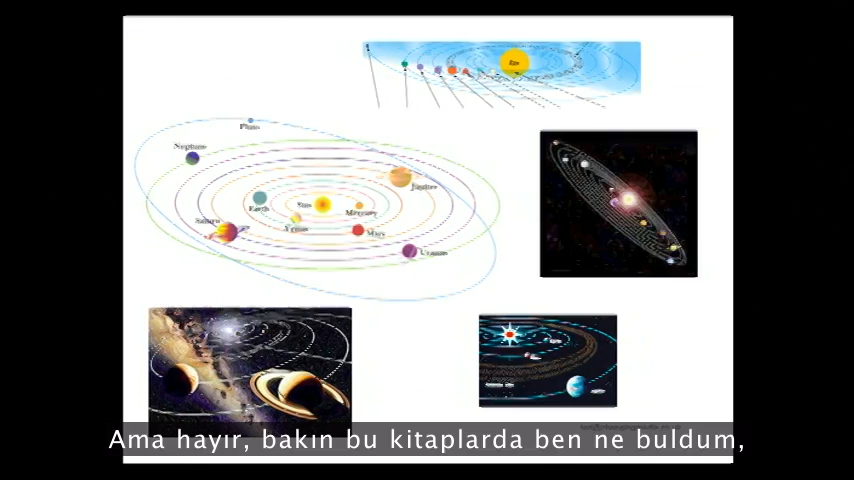 Sun
Pluto
Neptune
Jupiter
Earth
Sun
Mercury
Saturn
Venus
Mars
Uranus
Ama hayır, bakın bu kitaplarda ben ne buldum,